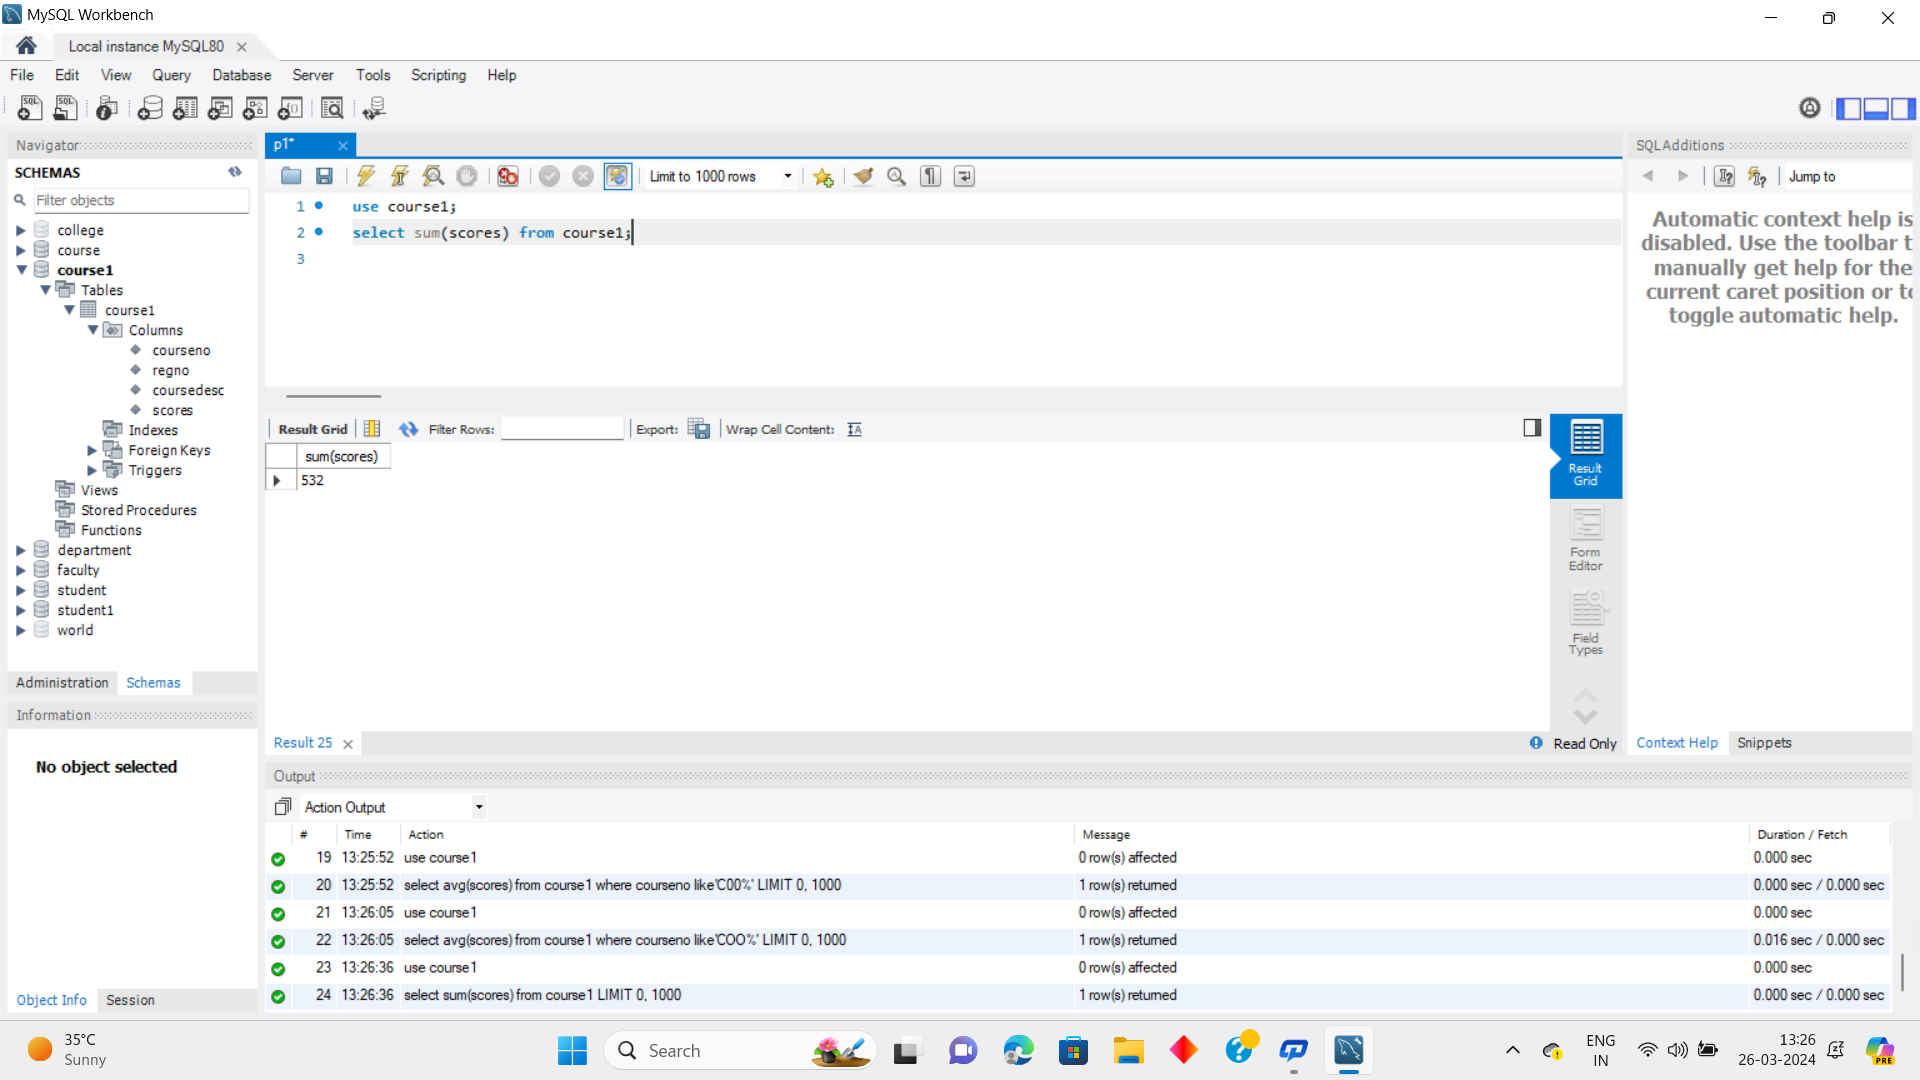 MySQL Workbench
Local instance MySQL80
File Edit View Query Database Server Tools Scripting Help
Navigator
SCHEMAS
Filter objects
college
course
course1
Tables
course1
Columns
courseno
regno
coursedesc
scores
Indexes
Foreign Keys
Triggers
Views
Stored Procedures
Functions
department
faculty
student
student1
world
Administration Schemas
Information
No object selected
Object Info Session
p1*
Limit to 1000 rows
1 use course1;
2 select sum(scores) from course1;
3
Result Grid Filter Rows: Export: Wrap Cell Content:
sum(scores)
532
Result Grid
Form Editor
Field Types
Result 25
Read Only
SQLAdditions
Jump to
Automatic context help is
disabled. Use the toolbar t
manually get help for the
current caret position or to
toggle automatic help.
Context Help Snippets
Output
Action Output
# Time Action Message Duration / Fetch
19 13:25:52 use course1 0 row(s) affected 0.000 sec
20 13:25:52 select avg(scores) from course1 where courseno like'C00%' LIMIT 0, 1000 1 row(s) returned 0.000 sec / 0.000 sec
21 13:26:05 use course1 0 row(s) affected 0.000 sec
22 13:26:05 select avg(scores) from course1 where courseno like'COO%' LIMIT 0, 1000 1 row(s) returned 0.016 sec / 0.000 sec
23 13:26:36 use course1 0 row(s) affected 0.000 sec
24 13:26:36 select sum(scores) from course1 LIMIT 0, 1000 1 row(s) returned 0.000 sec / 0.000 sec
35°C
Sunny
Search
ENG
IN
13:26
26-03-2024
PRE